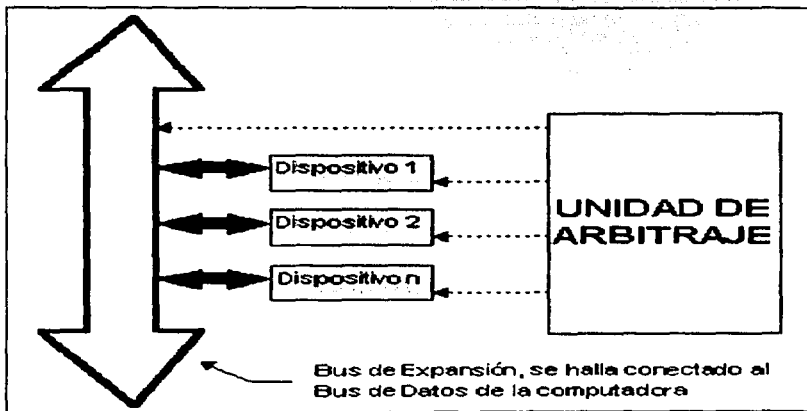 Dispositivo 1
Dispositivo 2
Dispositivo n
UNIDAD DE
ARBITRAJE
Bus de Expansión, se halla conectado al
Bus de Datos de la computadora